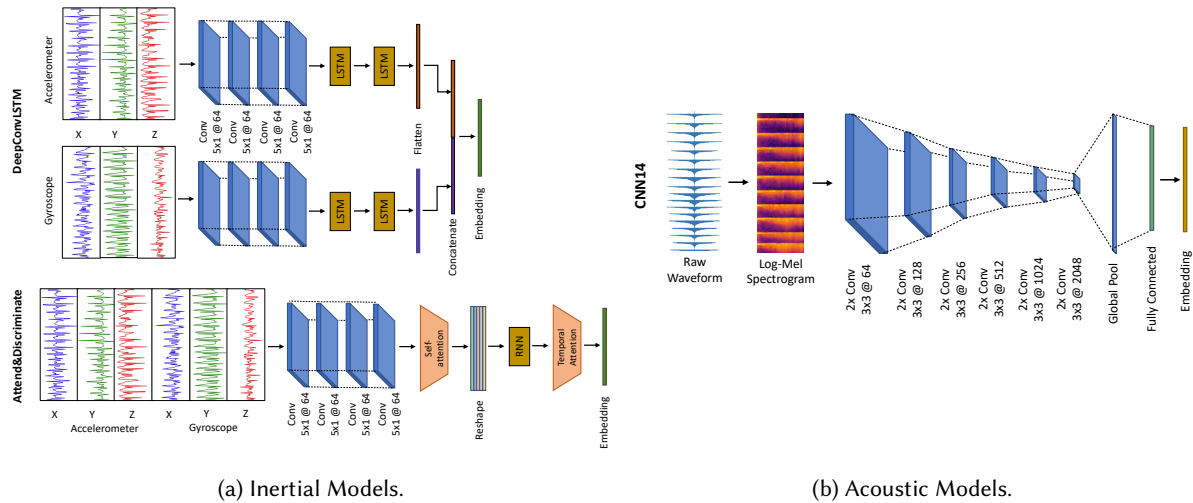 DeepConvLSTM
Accelerometer
X Y Z
Gyroscope
Conv
5x1 @ 64
Conv
5x1 @ 64
Conv
5x1 @ 64
Conv
5x1 @ 64
LSTM
LSTM
LSTM
LSTM
Flatten
Concatenate
Embedding
Attend&Discriminate
X Y Z X Y Z
Accelerometer Gyroscope
Conv
5x1 @ 64
Conv
5x1 @ 64
Conv
5x1 @ 64
Conv
5x1 @ 64
Self-
attention
Reshape
RNN
Temporal
Attention
Embedding
(a) Inertial Models.
CNN14
Raw
Waveform
Log-Mel
Spectrogram
2x Conv
3x3 @ 64
2x Conv
3x3 @ 128
2x Conv
3x3 @ 256
2x Conv
3x3 @ 512
2x Conv
3x3 @ 1024
2x Conv
3x3 @ 2048
Global Pool
Fully Connected
Embedding
(b) Acoustic Models.